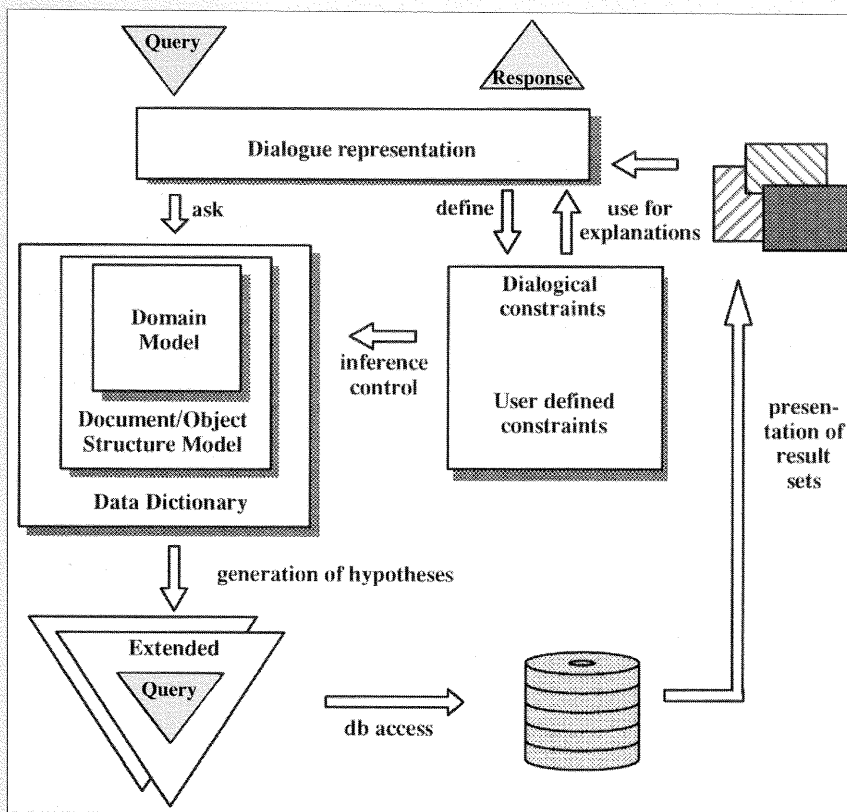 Query
Response
Dialogue representation
ask
define
use for
explanations
Domain
Model
Document/Object
Structure Model
Data Dictionary
inference
control
Dialogical
constraints
User defined
constraints
presen-
tation of
result
sets
generation of hypotheses
Extended
Query
db access